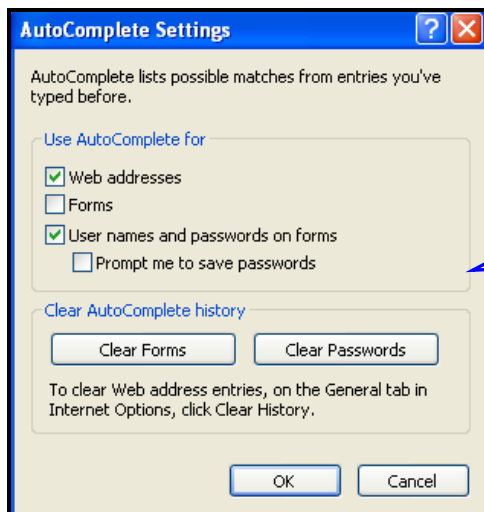 AutoComplete Settings
AutoComplete lists possible matches from entries you've
typed before.
Use AutoComplete for
Web addresses
Forms
User names and passwords on forms
Prompt me to save passwords
Clear AutoComplete history
Clear Forms Clear Passwords
To clear Web address entries, on the General tab in
Internet Options, click Clear History.
OK Cancel